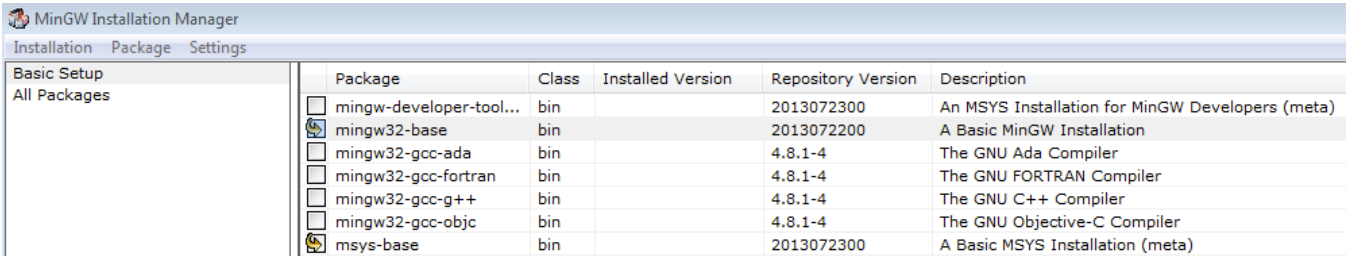 MinGW Installation Manager
Installation Package Settings
Basic Setup
All Packages
Package Class Installed Version Repository Version Description
mingw-developer-tool... bin 2013072300 An MSYS Installation for MinGW Developers (meta)
mingw32-base bin 2013072200 A Basic MinGW Installation
mingw32-gcc-ada bin 4.8.1-4 The GNU Ada Compiler
mingw32-gcc-fortran bin 4.8.1-4 The GNU FORTRAN Compiler
mingw32-gcc-g++ bin 4.8.1-4 The GNU C++ Compiler
mingw32-gcc-objc bin 4.8.1-4 The GNU Objective-C Compiler
msys-base bin 2013072300 A Basic MSYS Installation (meta)